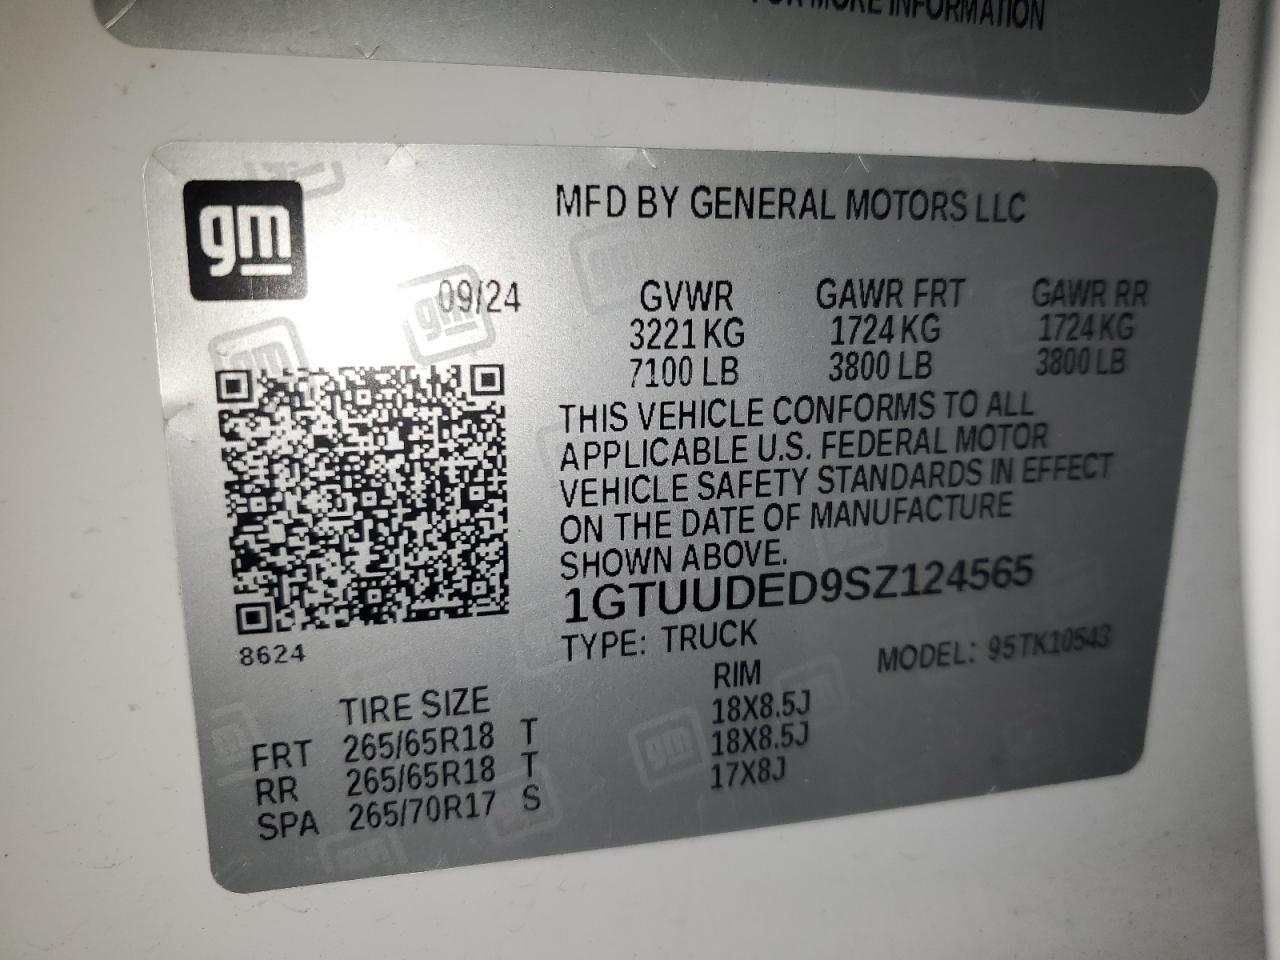 FOR MORE INFORMATION
gm
MFD BY GENERAL MOTORS LLC
09/24 GVWR GAWR FRT GAWR RR
3221 KG 1724 KG 1724 KG
7100 LB 3800 LB 3800 LB
THIS VEHICLE CONFORMS TO ALL
APPLICABLE U.S. FEDERAL MOTOR
VEHICLE SAFETY STANDARDS IN EFFECT
ON THE DATE OF MANUFACTURE
SHOWN ABOVE.
1GTUUDED9SZ124565
8624 TYPE: TRUCK MODEL: 95TK10543
TIRE SIZE RIM
FRT 265/65R18 T 18X8.5J
RR 265/65R18 T 18X8.5J
SPA 265/70R17 S 17X8J